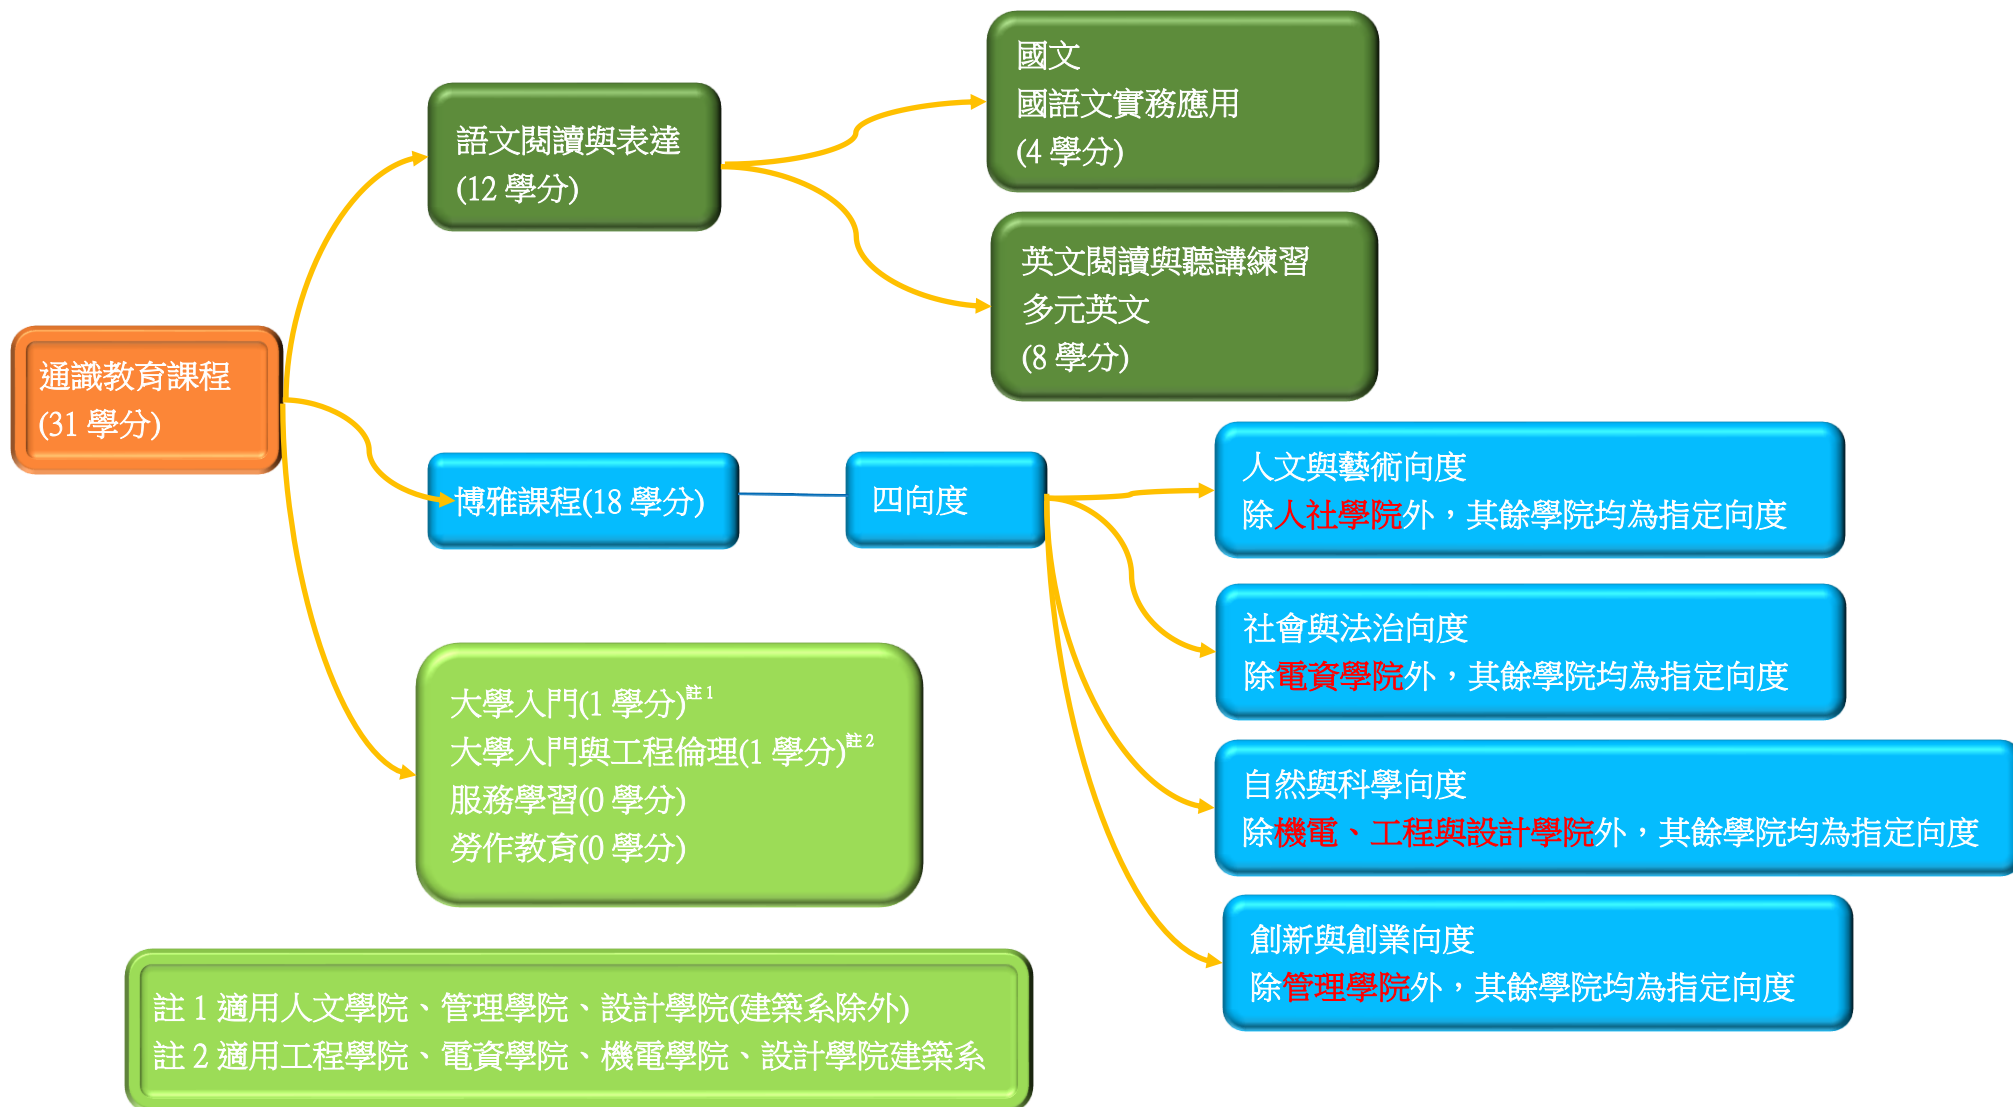 通識教育課程
(31 學分)
語文閱讀與表達
(12 學分)
國文
國語文實務應用
(4 學分)
英文閱讀與聽講練習
多元英文
(8 學分)
博雅課程(18 學分)
四向度
人文與藝術向度
除人社學院外，其餘學院均為指定向度
社會與法治向度
除電資學院外，其餘學院均為指定向度
自然與科學向度
除機電、工程與設計學院外，其餘學院均為指定向度
創新與創業向度
除管理學院外，其餘學院均為指定向度
大學入門(1 學分)註 1
大學入門與工程倫理(1 學分)註 2
服務學習(0 學分)
勞作教育(0 學分)
註 1 適用人文學院、管理學院、設計學院(建築系除外)
註 2 適用工程學院、電資學院、機電學院、設計學院建築系